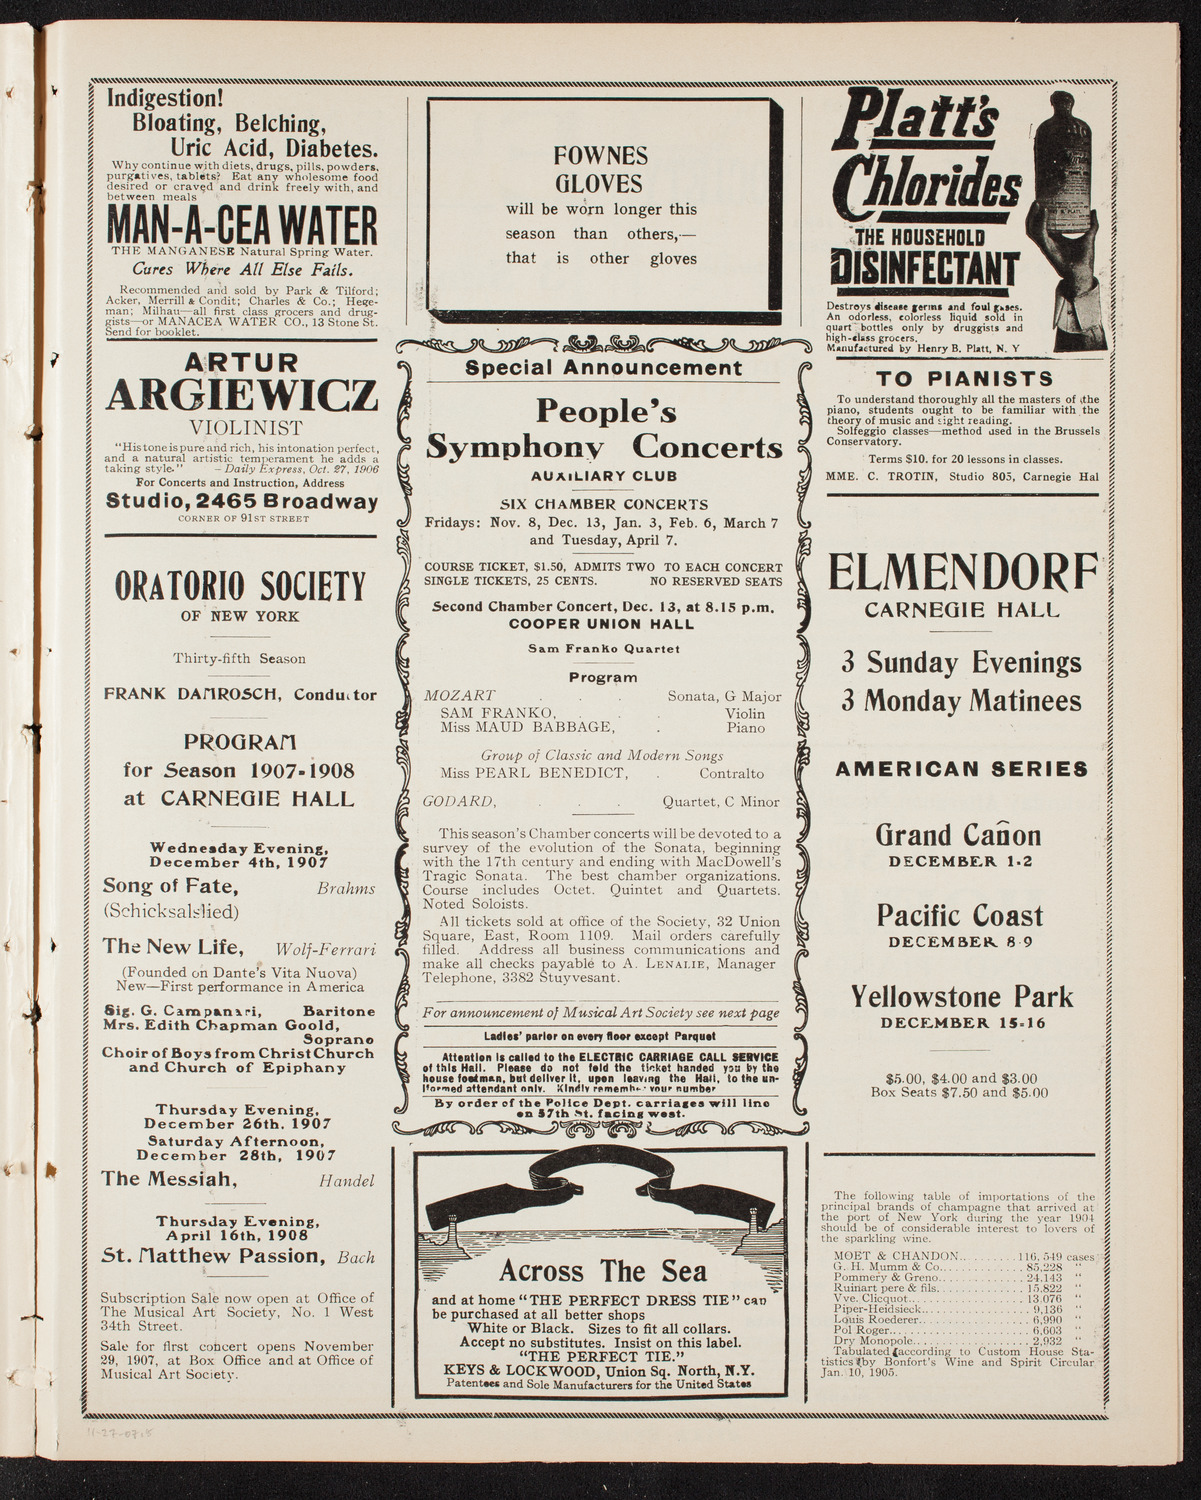 Indigestion!
Bloating, Belching,
Uric Acid, Diabetes.
Why continue with diets, drugs, pills, powders,
purgatives, tablets? Eat any wholesome food
desired or craved and drink freely with, and
between meals
MAN-A-CEA WATER
THE MANGANESE Natural Spring Water.
Cures Where All Else Fails.
Recommended and sold by Park & Tilford;
Acker, Merrill & Condit; Charles & Co.; Hege-
man; Milhau—all first class grocers and drug-
gists—or MANACEA WATER CO., 13 Stone St.
Send for booklet.
ARTUR
ARGIEWICZ
VIOLINIST
"His tone is pure and rich, his intonation perfect,
and a natural artistic temperament he adds a
taking style." —Daily Express, Oct. 27, 1906
For Concerts and Instruction, Address
Studio, 2465 Broadway
CORNER OF 91ST STREET
ORATORIO SOCIETY
OF NEW YORK
Thirty-fifth Season
FRANK DAMROSCH, Conductor
PROGRAM
for Season 1907-1908
at CARNEGIE HALL
Wednesday Evening,
December 4th, 1907
Song of Fate, Brahms
(Schicksalslied)
The New Life, Wolf-Ferrari
(Founded on Dante's Vita Nuova)
New—First performance in America
Sig. G. Campanari, Baritone
Mrs. Edith Chapman Goold,
Soprano
Choir of Boys from Christ Church
and Church of Epiphany
Thursday Evening,
December 26th, 1907
Saturday Afternoon,
December 28th, 1907
The Messiah, Handel
Thursday Evening,
April 16th, 1908
St. Matthew Passion, Bach
Subscription Sale now open at Office of
The Musical Art Society, No. 1 West
34th Street.
Sale for first concert opens November
29, 1907, at Box Office and at Office of
Musical Art Society.
FOWNES
GLOVES
will be worn longer this
season than others,—
that is other gloves
Special Announcement
People's
Symphony Concerts
AUXILIARY CLUB
SIX CHAMBER CONCERTS
Fridays: Nov. 8, Dec. 13, Jan. 3, Feb. 6, March 7
and Tuesday, April 7.
COURSE TICKET, $1.50, ADMITS TWO TO EACH CONCERT
SINGLE TICKETS, 25 CENTS. NO RESERVED SEATS
Second Chamber Concert, Dec. 13, at 8.15 p.m.
COOPER UNION HALL
Sam Franko Quartet
Program
MOZART . . . Sonata, G Major
SAM FRANKO, . . . Violin
Miss MAUD BABBAGE, . Piano
Group of Classic and Modern Songs
Miss PEARL BENEDICT, . Contralto
GODARD, . . . Quartet, C Minor
This season's Chamber concerts will be devoted to a
survey of the evolution of the Sonata, beginning
with the 17th century and ending with MacDowell's
Tragic Sonata. The best chamber organizations.
Course includes Octet. Quintet and Quartets.
Noted Soloists.
All tickets sold at office of the Society, 32 Union
Square, East, Room 1109. Mail orders carefully
filled. Address all business communications and
make all checks payable to A. LENALIE, Manager
Telephone, 3382 Stuyvesant.
For announcement of Musical Art Society see next page
Ladies' parlor on every floor except Parquet
Attention is called to the ELECTRIC CARRIAGE CALL SERVICE
of this Hall. Please do not fold the ticket handed you by the
house footman, but deliver it, upon leaving the Hall, to the un-
iformed attendant only. Kindly remember your number
By order of the Police Dept. carriages will line
on 57th St. facing west.
Across The Sea
and at home "THE PERFECT DRESS TIE" can
be purchased at all better shops
White or Black. Sizes to fit all collars.
Accept no substitutes. Insist on this label.
"THE PERFECT TIE."
KEYS & LOCKWOOD, Union Sq. North, N.Y.
Patentees and Sole Manufacturers for the United States
Platt's
Chlorides
THE HOUSEHOLD
DISINFECTANT
Destroys disease germs and foul gases.
An odorless, colorless liquid sold in
quart bottles only by druggists and
high-class grocers.
Manufactured by Henry B. Platt, N. Y
TO PIANISTS
To understand thoroughly all the masters of the
piano, students ought to be familiar with the
theory of music and sight reading.
Solfeggio classes—method used in the Brussels
Conservatory.
Terms $10. for 20 lessons in classes.
MME. C. TROTIN, Studio 805, Carnegie Hal
ELMENDORF
CARNEGIE HALL
3 Sunday Evenings
3 Monday Matinees
AMERICAN SERIES
Grand Cañon
DECEMBER 1-2
Pacific Coast
DECEMBER 8-9
Yellowstone Park
DECEMBER 15-16
$5.00, $4.00 and $3.00
Box Seats $7.50 and $5.00
The following table of importations of the
principal brands of champagne that arrived at
the port of New York during the year 1904
should be of considerable interest to lovers of
the sparkling wine.
MOET & CHANDON.......... 116,549 cases
G. H. Mumm & Co............. 85,228 "
Pommery & Greno............. 24,143 "
Ruinart pere & fils............. 15,822 "
Vve. Clicquot................... 13,076 "
Piper-Heidsieck................ 9,136 "
Louis Roederer................ 6,990 "
Pol Roger...................... 6,603 "
Dry Monopole................. 2,932 "
Tabulated according to Custom House Sta-
tistics by Bonfort's Wine and Spirit Circular
Jan. 10, 1905.
11-27-07:5